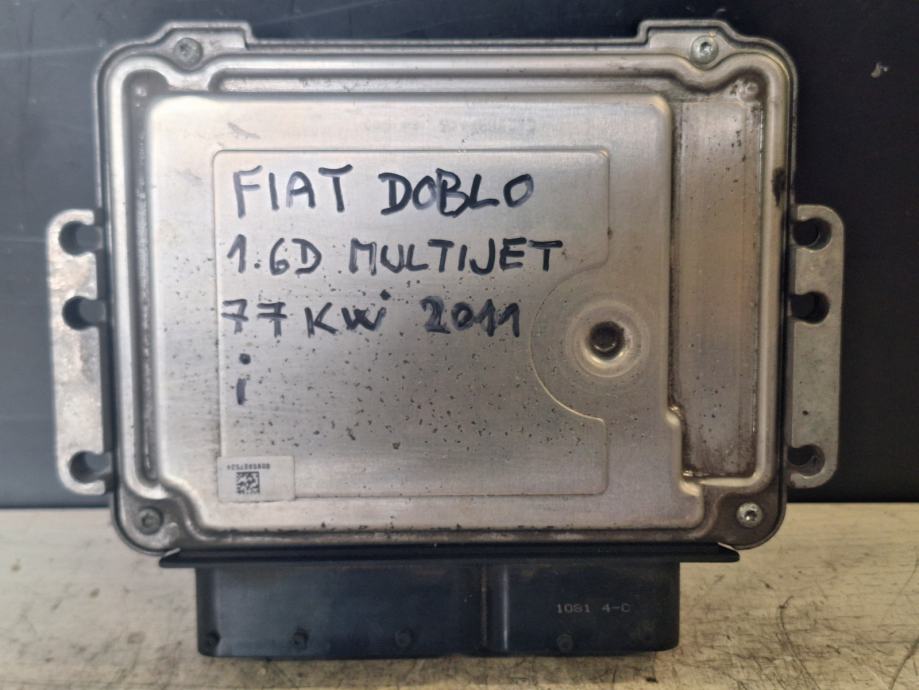 FIAT DOBLO
1.6D MULTIJET
77 KW 2011
i
1081 4-C